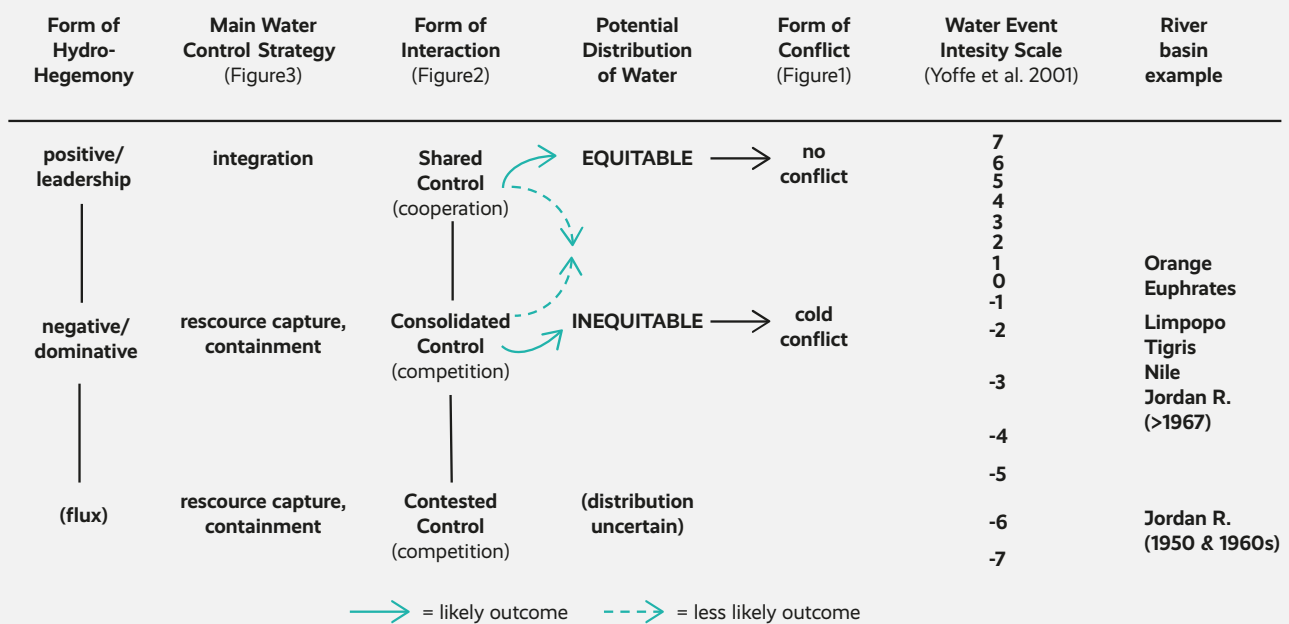 Form of
Hydro-
Hegemony
Main Water
Control Strategy
(Figure3)
Form of
Interaction
(Figure2)
Potential
Distribution
of Water
Form of
Conflict
(Figure1)
Water Event
Intesity Scale
(Yoffe et al. 2001)
River
basin
example
positive/
leadership
integration
Shared
Control
(cooperation)
EQUITABLE
no
conflict
7
6
5
4
3
2
1
0
-1
Orange
Euphrates
negative/
dominative
rescource capture,
containment
Consolidated
Control
(competition)
INEQUITABLE
cold
conflict
-2
-3
-4
-5
Limpopo
Tigris
Nile
Jordan R.
(>1967)
(flux)
rescource capture,
containment
Contested
Control
(competition)
(distribution
uncertain)
-6
-7
Jordan R.
(1950 & 1960s)
= likely outcome
= less likely outcome